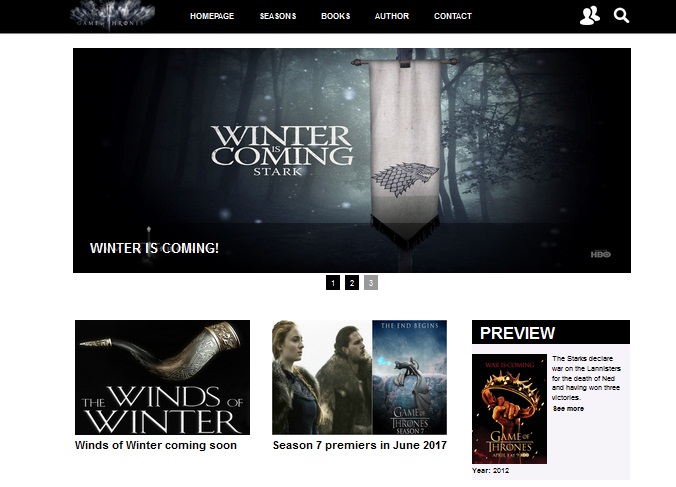 GAME OF THRONES
HOMEPAGE SEASONS BOOKS AUTHOR CONTACT
WINTER
IS
COMING
STARK
WINTER IS COMING!
HBO
1 2 3
THE WINDS OF
WINTER
Winds of Winter coming soon
THE END BEGINS
GAME OF
THRONES
SEASON 7
Season 7 premiers in June 2017
PREVIEW
WAR IS COMING
GAME OF
THRONES
APRIL 1 AT 9 HBO
The Starks declare
war on the Lannisters
for the death of Ned
and having won three
victories.
See more
Year: 2012